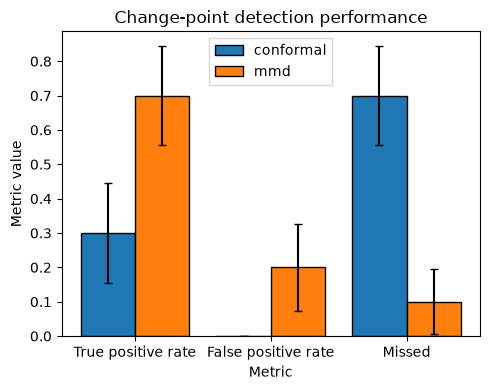 Change-point detection performance
conformal
mmd
Metric value
0.8
0.7
0.6
0.5
0.4
0.3
0.2
0.1
0.0
True positive rate
False positive rate
Missed
Metric